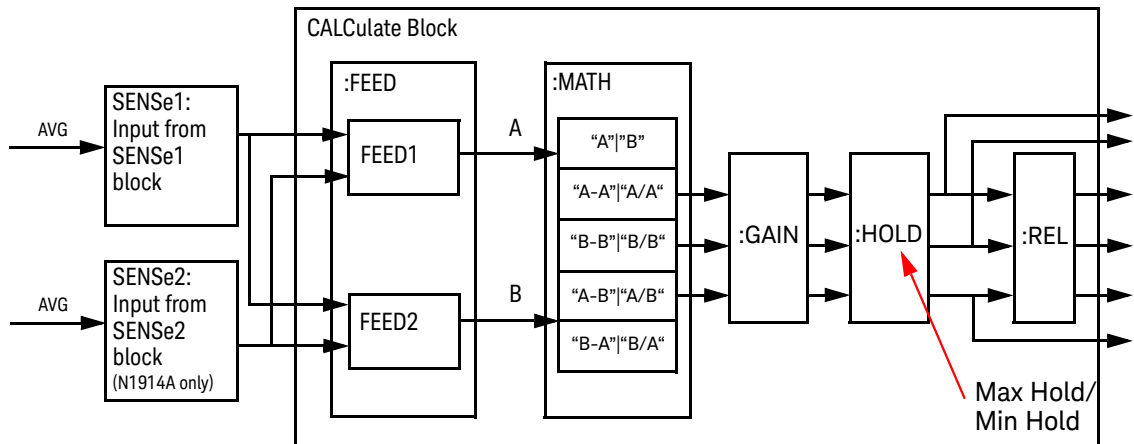 CALCulate Block
:FEED
:MATH
SENSe1:
Input from
SENSe1
block
AVG
FEED1
A
“A”|”B”
“A-A”|“A/A“
“B-B”|“B/B“
“A-B”|“A/B“
“B-A”|“B/A“
:GAIN
:HOLD
:REL
SENSe2:
Input from
SENSe2
block
(N1914A only)
AVG
FEED2
B
Max Hold/
Min Hold